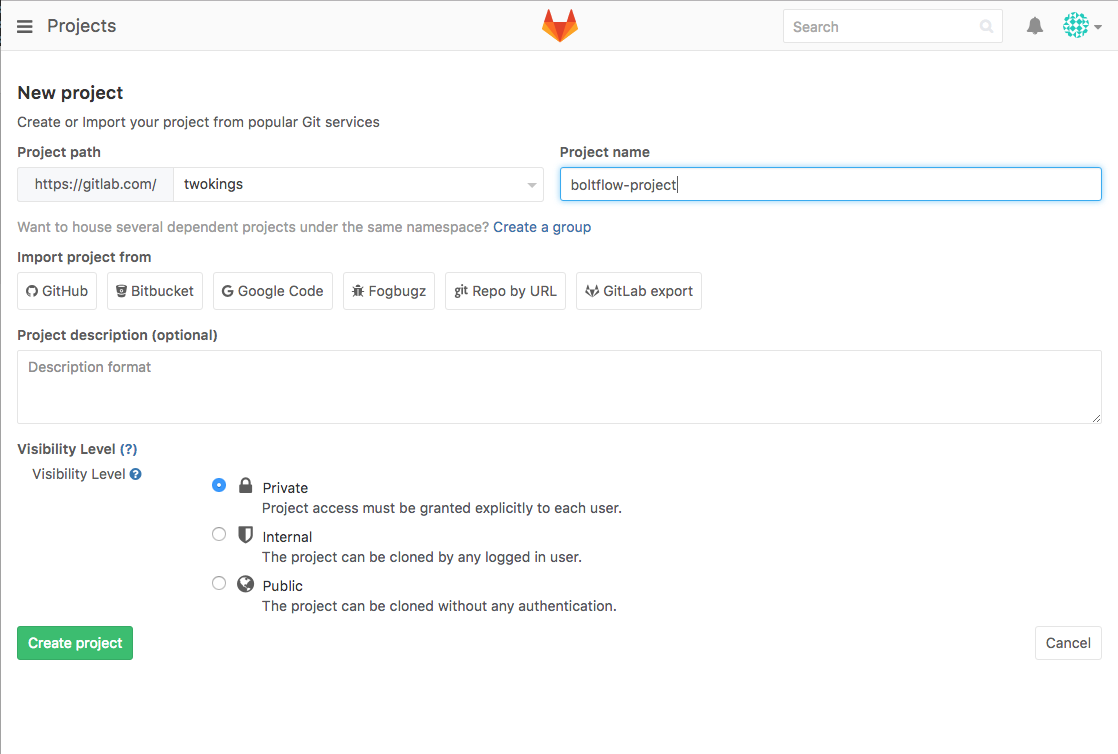 Projects
Search
New project
Create or Import your project from popular Git services
Project path
Project name
https://gitlab.com/ twokings
boltflow-project
Want to house several dependent projects under the same namespace? Create a group
Import project from
GitHub Bitbucket Google Code Fogbugz git Repo by URL GitLab export
Project description (optional)
Description format
Visibility Level (?)
Visibility Level ?
Private
Project access must be granted explicitly to each user.
Internal
The project can be cloned by any logged in user.
Public
The project can be cloned without any authentication.
Create project
Cancel